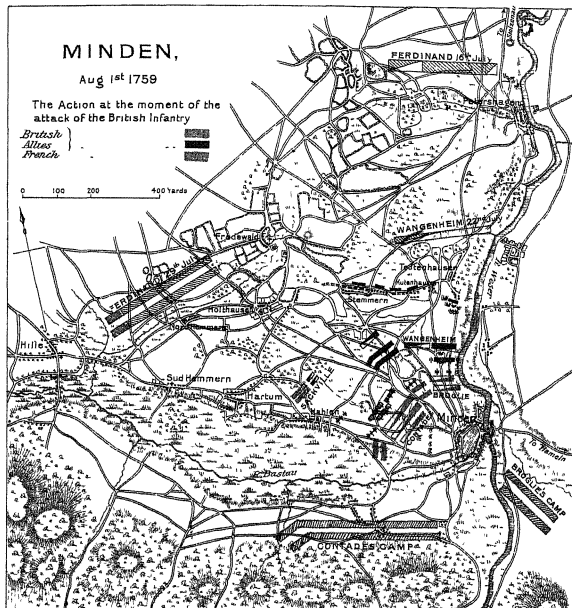 MINDEN,
Aug 1st 1759
The Action at the moment of the
attack of the British Infantry
British
Allies
French
0 100 200 400 Yards
FERDINAND 16th July
Petershagen
WANGENHEIM 22nd July
Todtenhausen
Kutenhausen
Fredewald
Stemmern
Holthausen
Nord Hemmern
WANGENHEIM
Hille
Sud Hemmern
Hartum
Hahlen
BROGLIE
Minden
R. Bastau
BROGLIE'S CAMP
CONTADES' CAMP